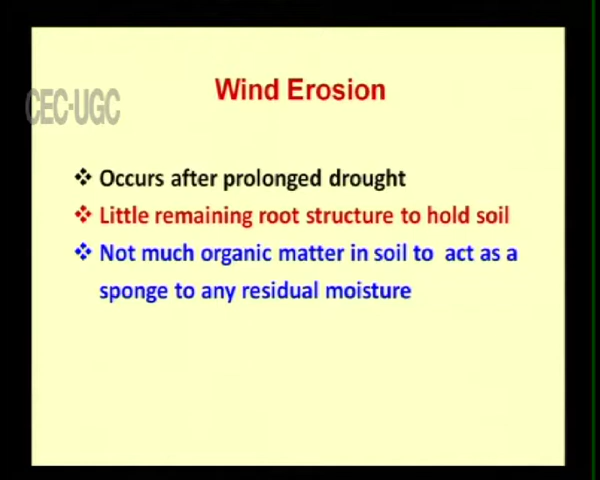 Wind Erosion
CEC-UGC
❖ Occurs after prolonged drought
❖ Little remaining root structure to hold soil
❖ Not much organic matter in soil to act as a
sponge to any residual moisture